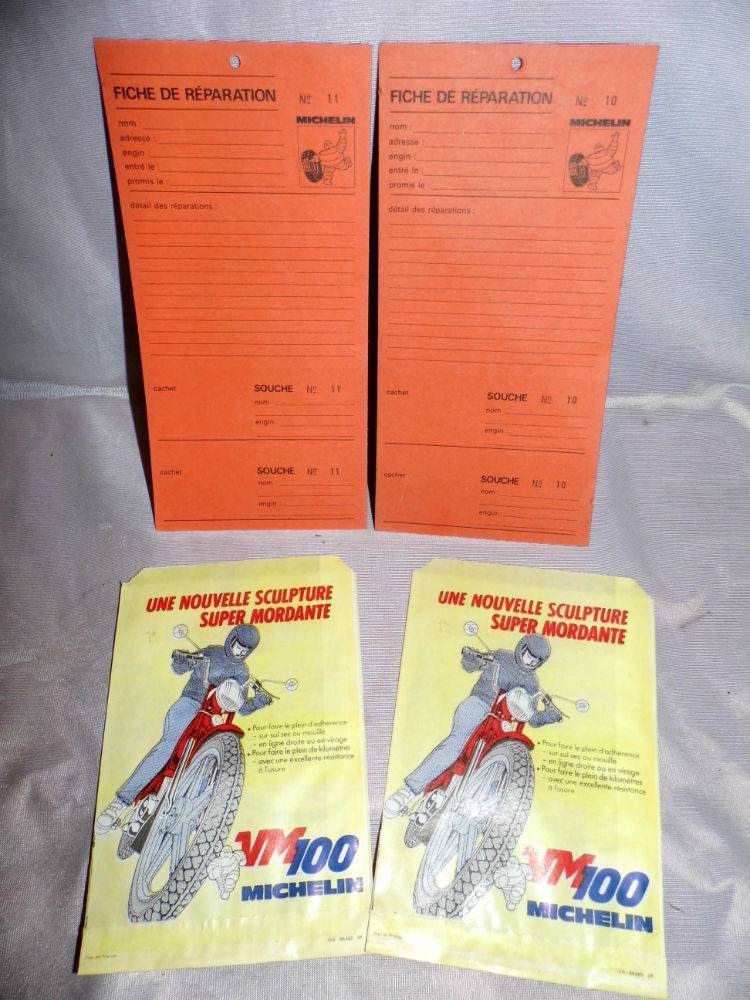 FICHE DE RÉPARATION Nº 11
MICHELIN
nom :
adresse :
engin :
entré le :
promis le
détail des réparations :
cachet
SOUCHE Nº 11
nom
engin
cachet
SOUCHE Nº 11
nom
engin
FICHE DE RÉPARATION Nº 10
MICHELIN
nom :
adresse :
engin :
entré le :
promis le
détail des réparations :
cachet
SOUCHE Nº 10
nom
engin
cachet
SOUCHE Nº 10
nom
engin
UNE NOUVELLE SCULPTURE
SUPER MORDANTE
• Pour faire le plein d'adhérence
- sur sol sec ou mouillé
- en ligne droite ou en virage
• Pour faire le plein de kilomètres
- avec une excellente résistance
à l'usure
VM100
MICHELIN
UNE NOUVELLE SCULPTURE
SUPER MORDANTE
• Pour faire le plein d'adhérence
- sur sol sec ou mouillé
- en ligne droite ou en virage
• Pour faire le plein de kilomètres
- avec une excellente résistance
à l'usure
VM100
MICHELIN